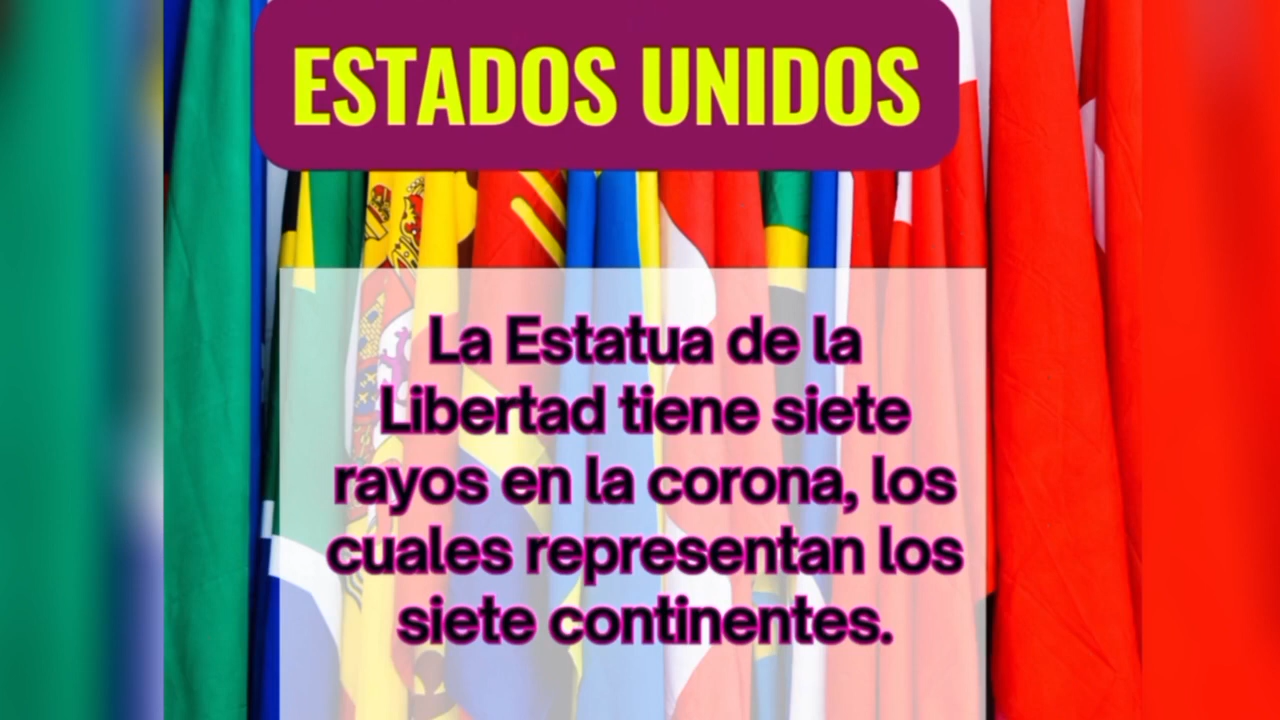 ESTADOS UNIDOS
La Estatua de la
Libertad tiene siete
rayos en la corona, los
cuales representan los
siete continentes.